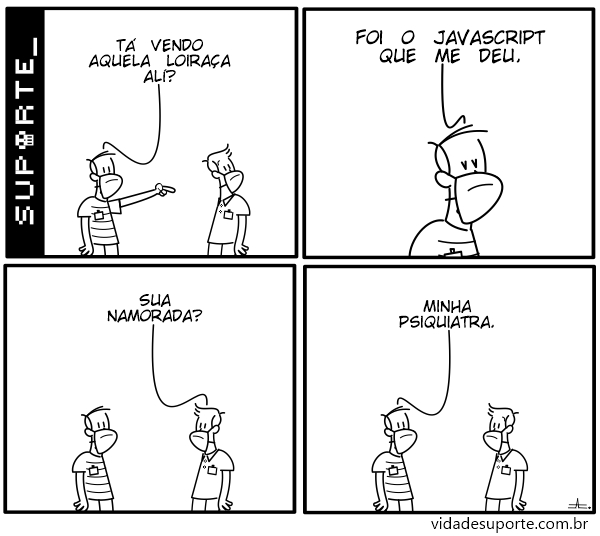 SUPORTE_
TÁ VENDO
AQUELA LOIRAÇA
ALI?
FOI O JAVASCRIPT
QUE ME DEU.
SUA
NAMORADA?
MINHA
PSIQUIATRA.
vidadesuporte.com.br